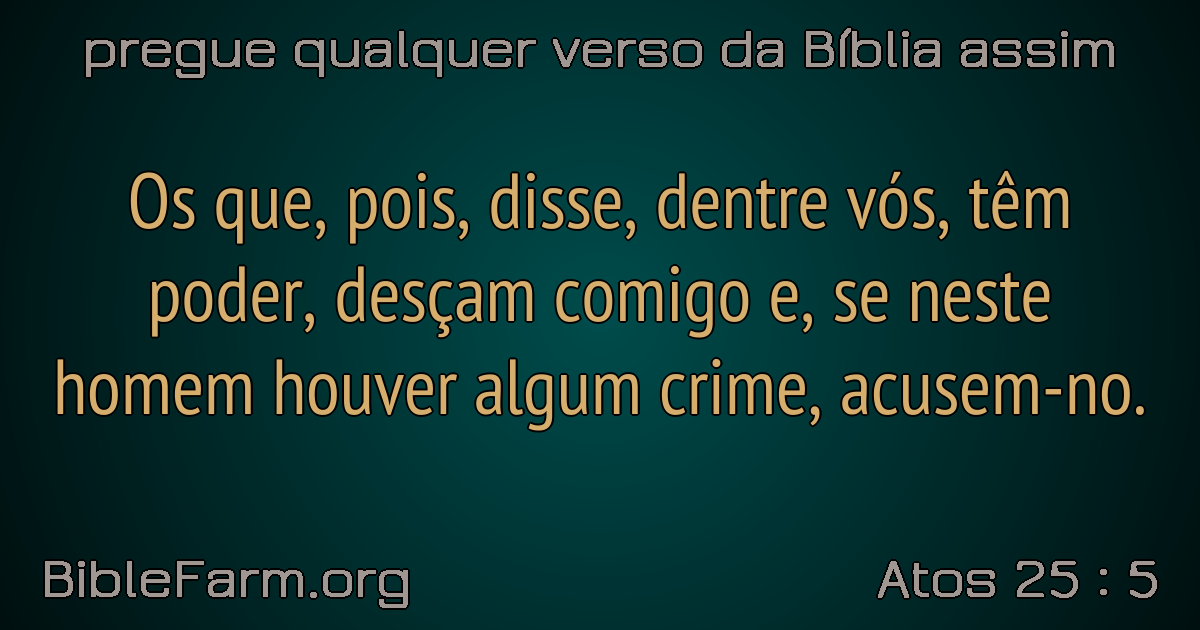 pregue qualquer verso da Bíblia assim
Os que, pois, disse, dentre vós, têm
poder, desçam comigo e, se neste
homem houver algum crime, acusem-no.
BibleFarm.org
Atos 25 : 5